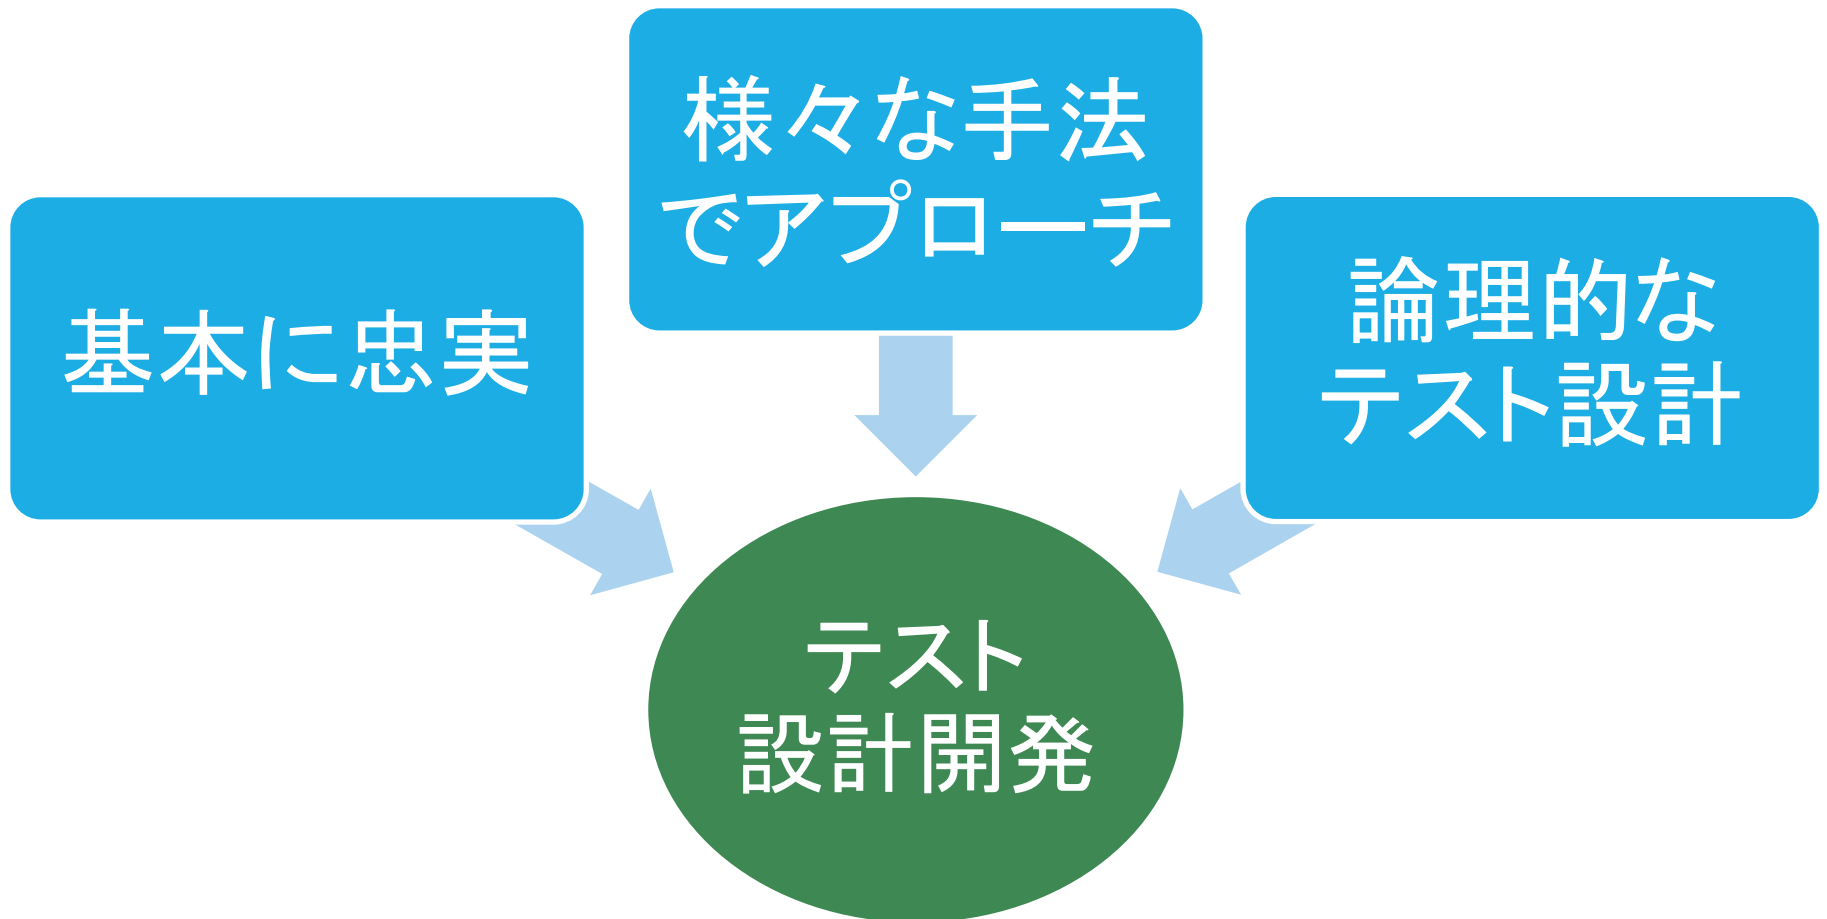 基本に忠実
様々な手法
でアプローチ
論理的な
テスト設計
テスト
設計開発